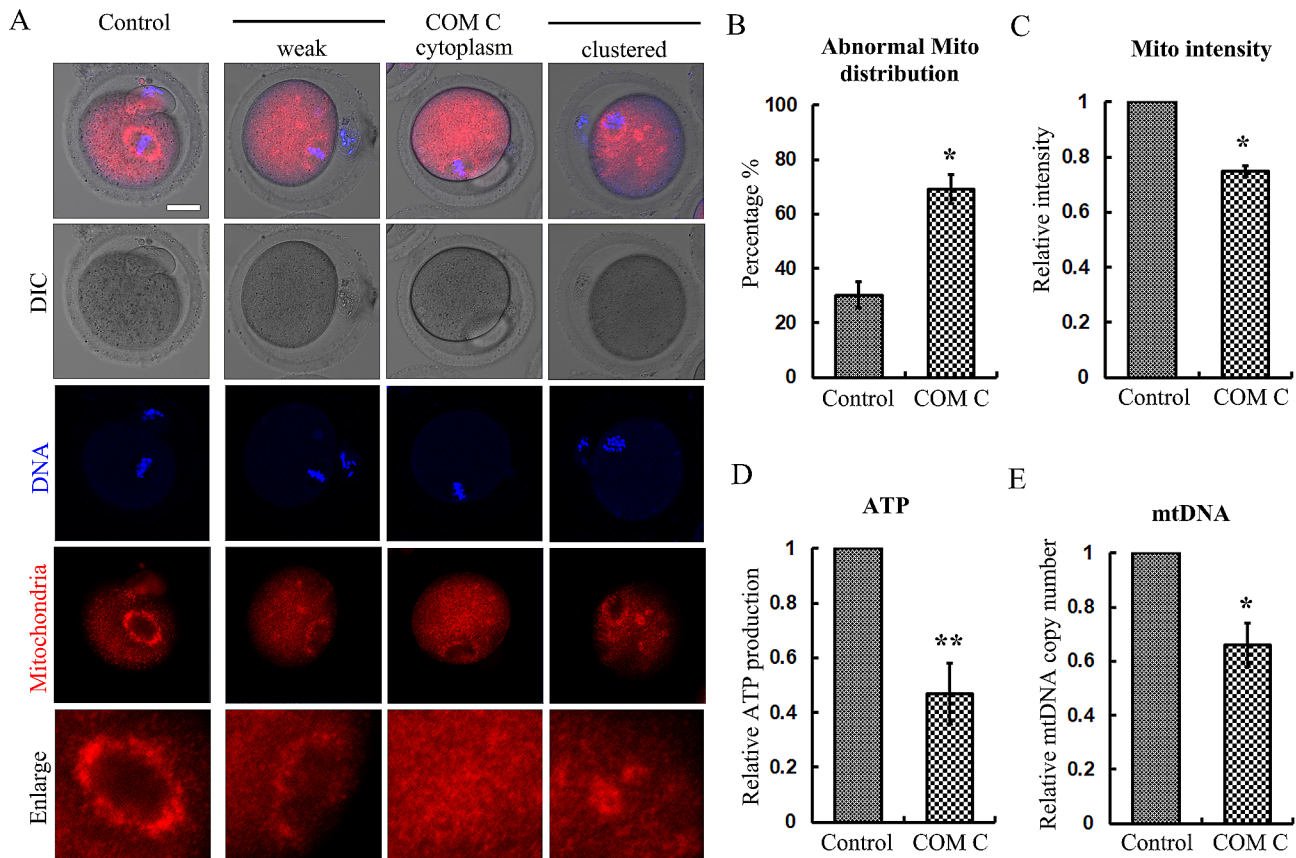 A
Control
COM C
weak
cytoplasm
clustered
DIC
DNA
Mitochondria
Enlarge
B
Abnormal Mito
distribution
Percentage %
100
80
60
40
20
0
*
Control
COM C
C
Mito intensity
Relative intensity
1
0.8
0.6
0.4
0.2
0
*
Control
COM C
D
ATP
Relative ATP production
1
0.8
0.6
0.4
0.2
1
**
Control
COM C
E
mtDNA
Relative mtDNA copy number
1
0.8
0.6
0.4
0.2
0
*
Control
COM C